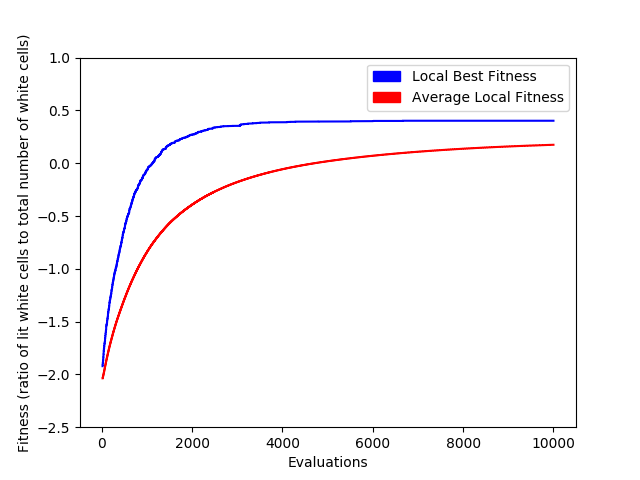 Fitness (ratio of lit white cells to total number of white cells)
1.0
0.5
0.0
−0.5
−1.0
−1.5
−2.0
−2.5
Local Best Fitness
Average Local Fitness
0 2000 4000 6000 8000 10000
Evaluations